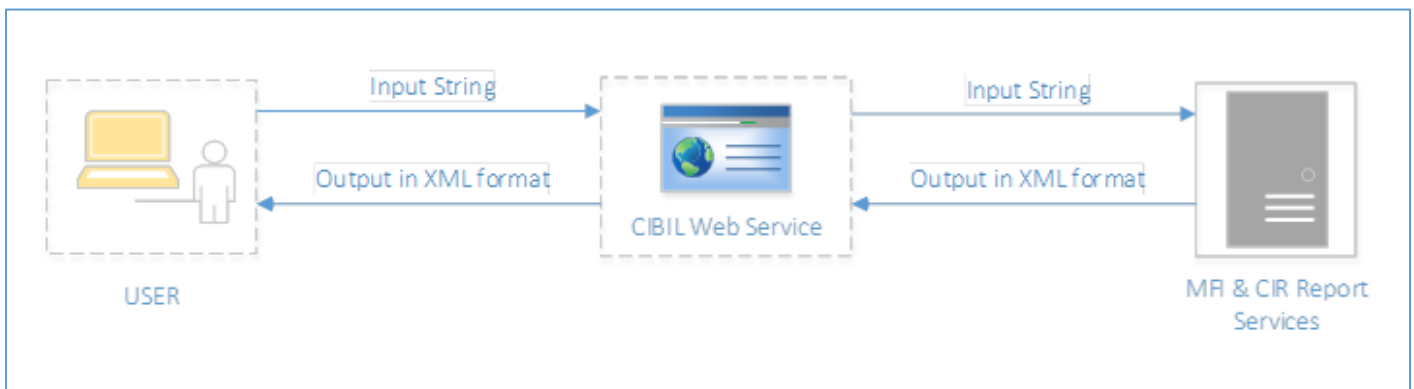 Input String
Input String
Output in XML format
Output in XML format
CIBIL Web Service
USER
MFI & CIR Report
Services